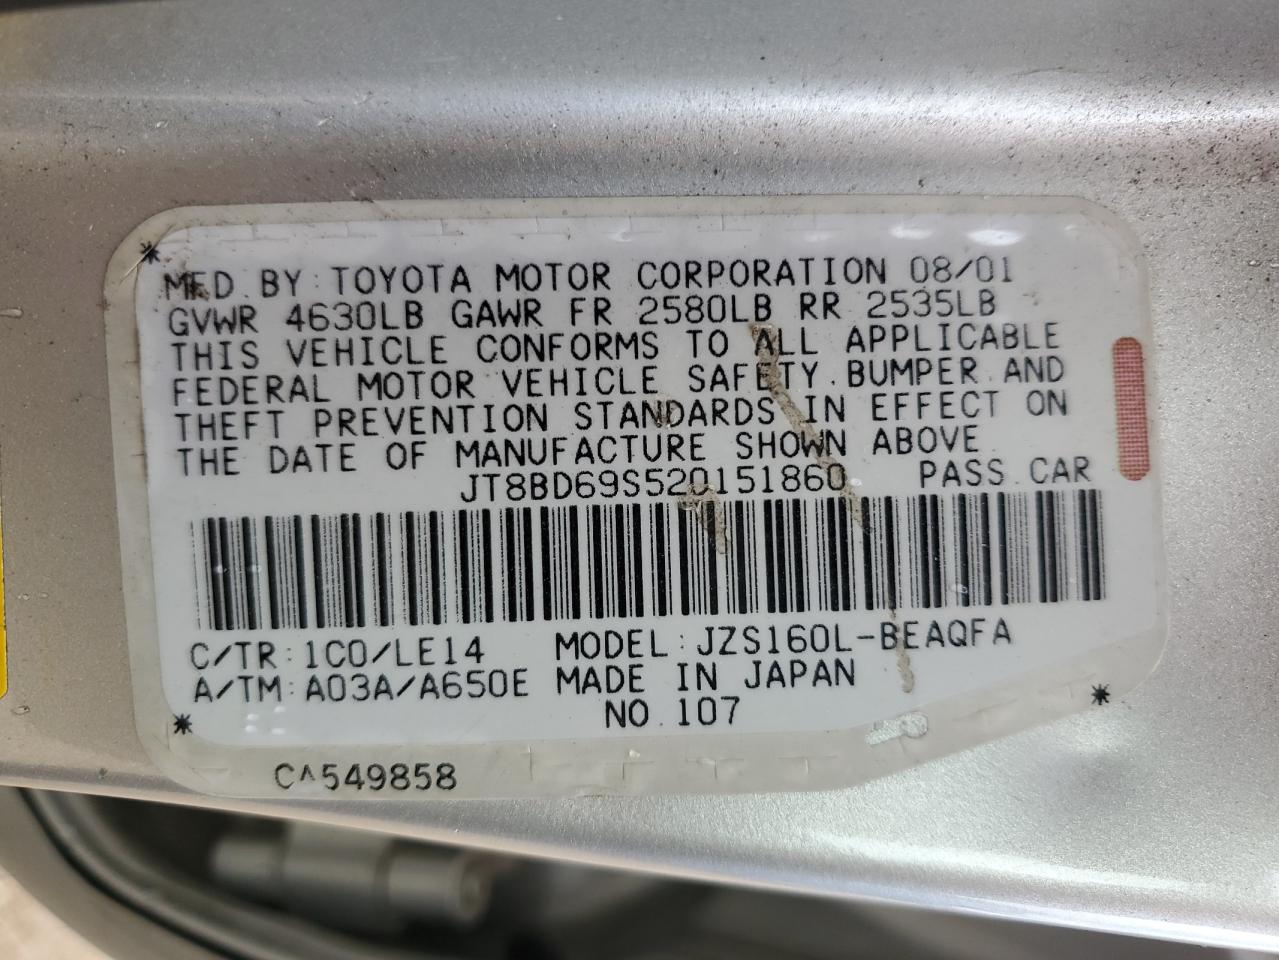 MFD. BY: TOYOTA MOTOR CORPORATION 08/01
GVWR 4630LB GAWR FR 2580LB RR 2535LB
THIS VEHICLE CONFORMS TO ALL APPLICABLE
FEDERAL MOTOR VEHICLE SAFETY, BUMPER, AND
THEFT PREVENTION STANDARDS IN EFFECT ON
THE DATE OF MANUFACTURE SHOWN ABOVE.
JT8BD69S520151860 PASS. CAR
C/TR: 1C0/LE14 MODEL: JZS160L-BEAQFA
A/TM: A03A/A650E MADE IN JAPAN
NO. 107
CA549858